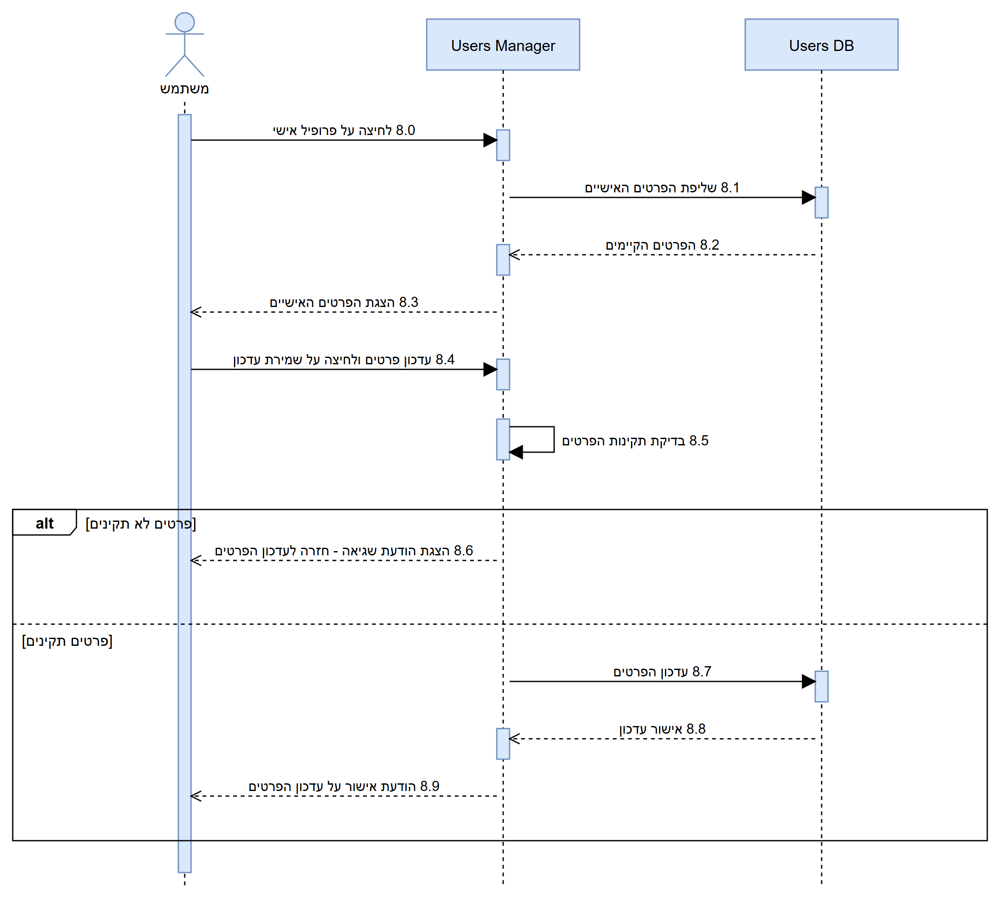 משתמש
Users Manager
Users DB
8.0 לחיצה על פרופיל אישי
8.1 שליפת הפרטים האישיים
8.2 הפרטים הקיימים
8.3 הצגת הפרטים האישיים
8.4 עדכון פרטים ולחיצה על שמירת עדכון
8.5 בדיקת תקינות הפרטים
alt
[פרטים לא תקינים]
8.6 הצגת הודעת שגיאה - חזרה לעדכון הפרטים
[פרטים תקינים]
8.7 עדכון הפרטים
8.8 אישור עדכון
8.9 הודעת אישור על עדכון הפרטים